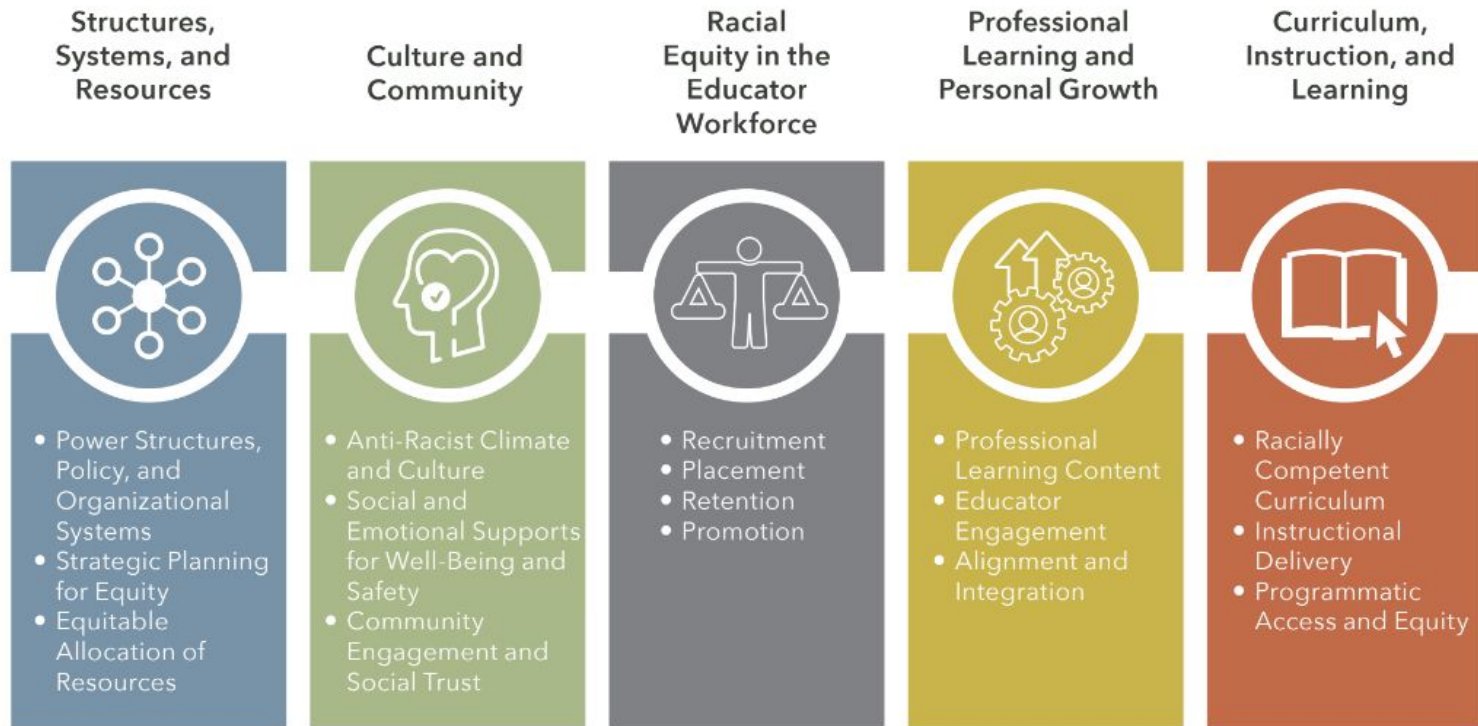 Structures,
Systems, and
Resources
Culture and
Community
Racial
Equity in the
Educator
Workforce
Professional
Learning and
Personal Growth
Curriculum,
Instruction, and
Learning
• Power Structures,
Policy, and
Organizational
Systems
• Strategic Planning
for Equity
• Equitable
Allocation of
Resources
• Anti-Racist Climate
and Culture
• Social and
Emotional Supports
for Well-Being and
Safety
• Community
Engagement and
Social Trust
• Recruitment
• Placement
• Retention
• Promotion
• Professional
Learning Content
• Educator
Engagement
• Alignment and
Integration
• Racially
Competent
Curriculum
• Instructional
Delivery
• Programmatic
Access and Equity